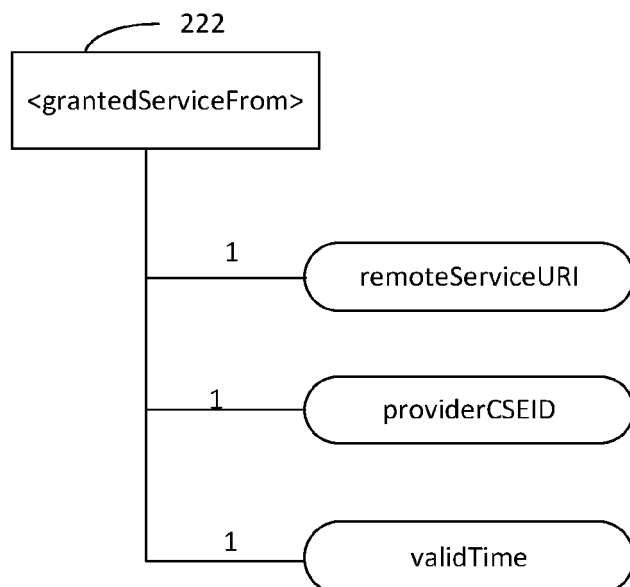 222
<grantedServiceFrom>
1
remoteServiceURI
1
providerCSEID
1
validTime